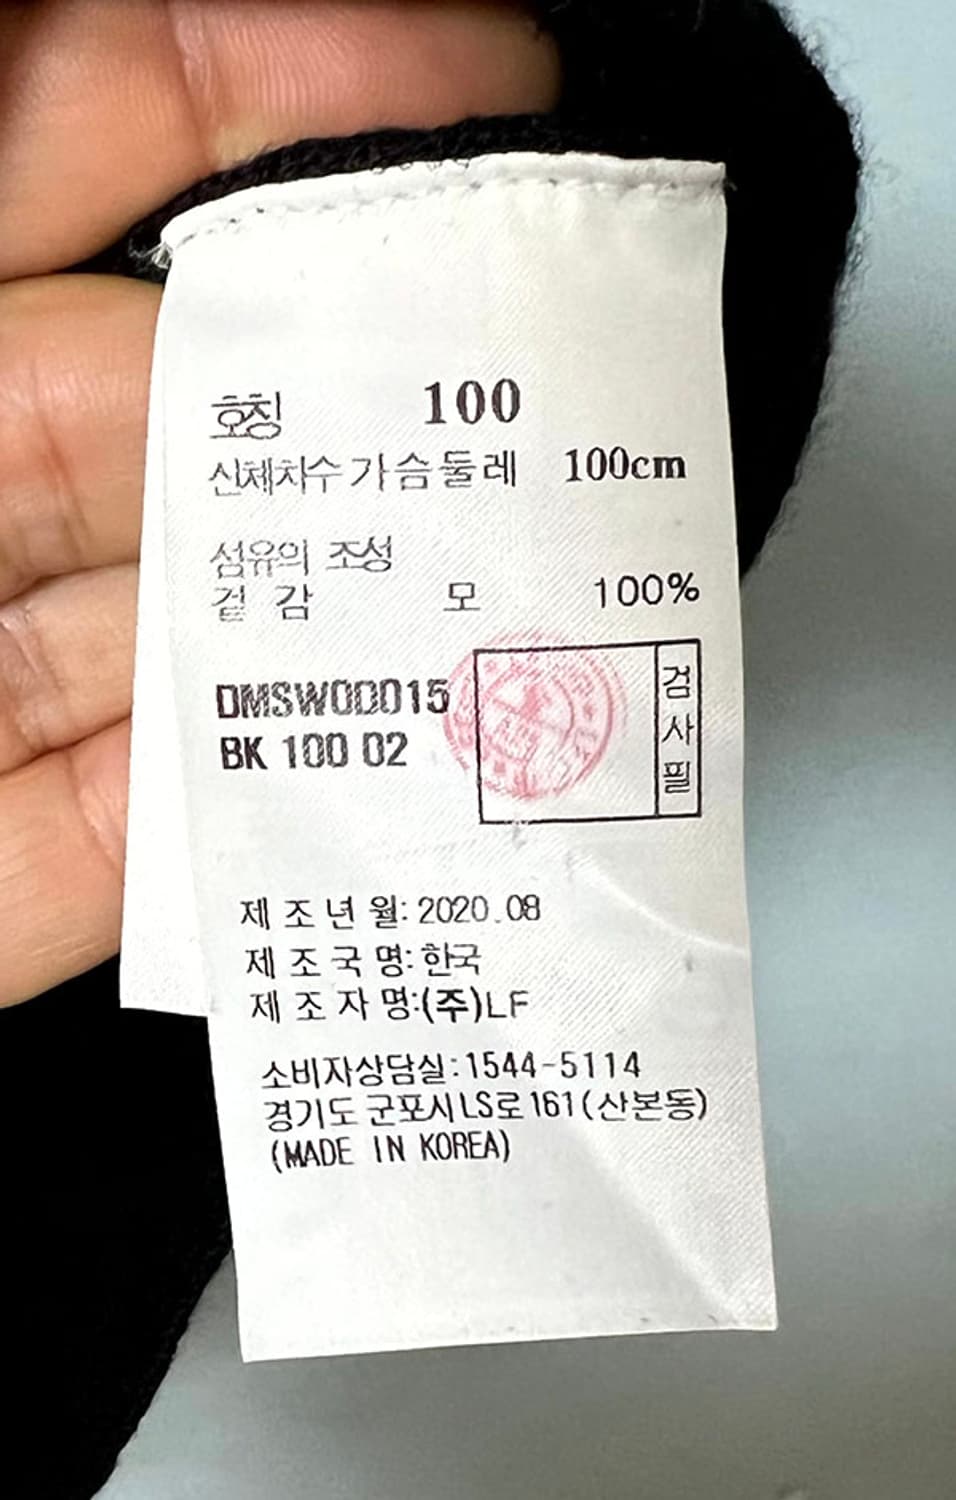 호칭 100
신체치수 가슴둘레 100cm
섬유의 조성
겉감 모 100%
DMSW00015
BK 100 02
검사필
제조년월: 2020.08
제조국명: 한국
제조자명:(주)LF
소비자상담실: 1544-5114
경기도 군포시 LS로 161 (산본동)
(MADE IN KOREA)